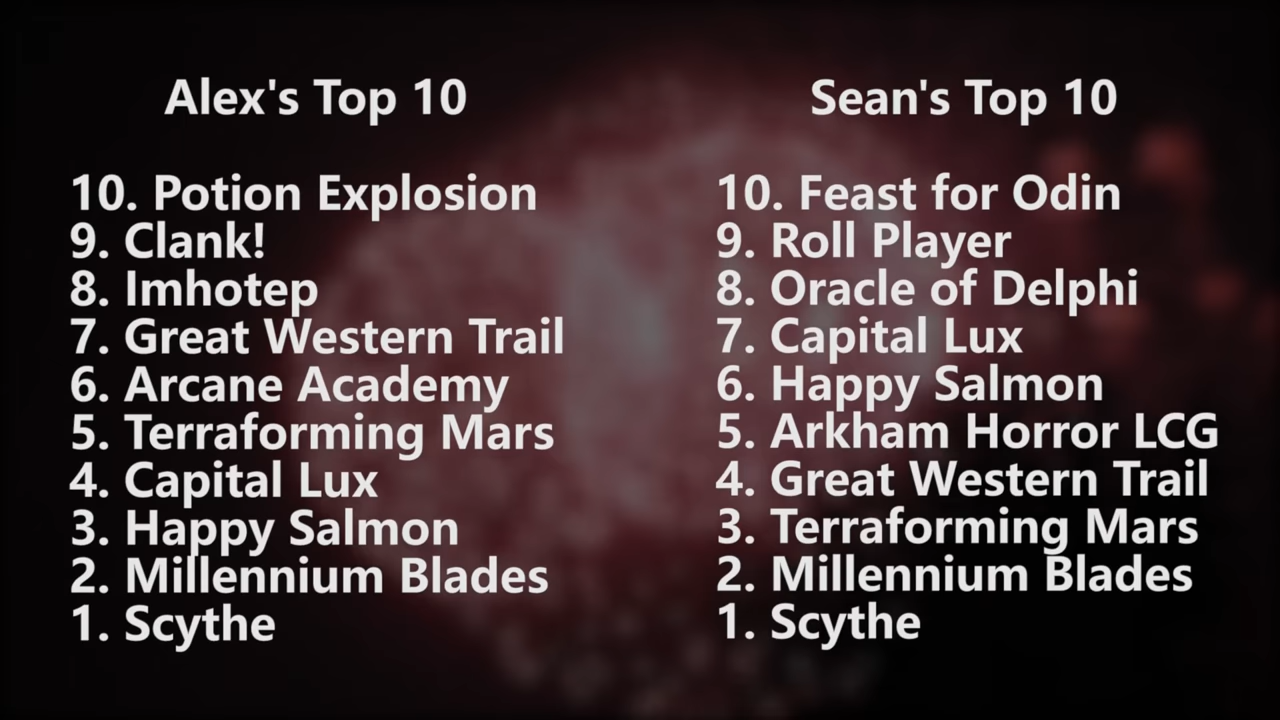 Alex's Top 10
10. Potion Explosion
9. Clank!
8. Imhotep
7. Great Western Trail
6. Arcane Academy
5. Terraforming Mars
4. Capital Lux
3. Happy Salmon
2. Millennium Blades
1. Scythe
Sean's Top 10
10. Feast for Odin
9. Roll Player
8. Oracle of Delphi
7. Capital Lux
6. Happy Salmon
5. Arkham Horror LCG
4. Great Western Trail
3. Terraforming Mars
2. Millennium Blades
1. Scythe